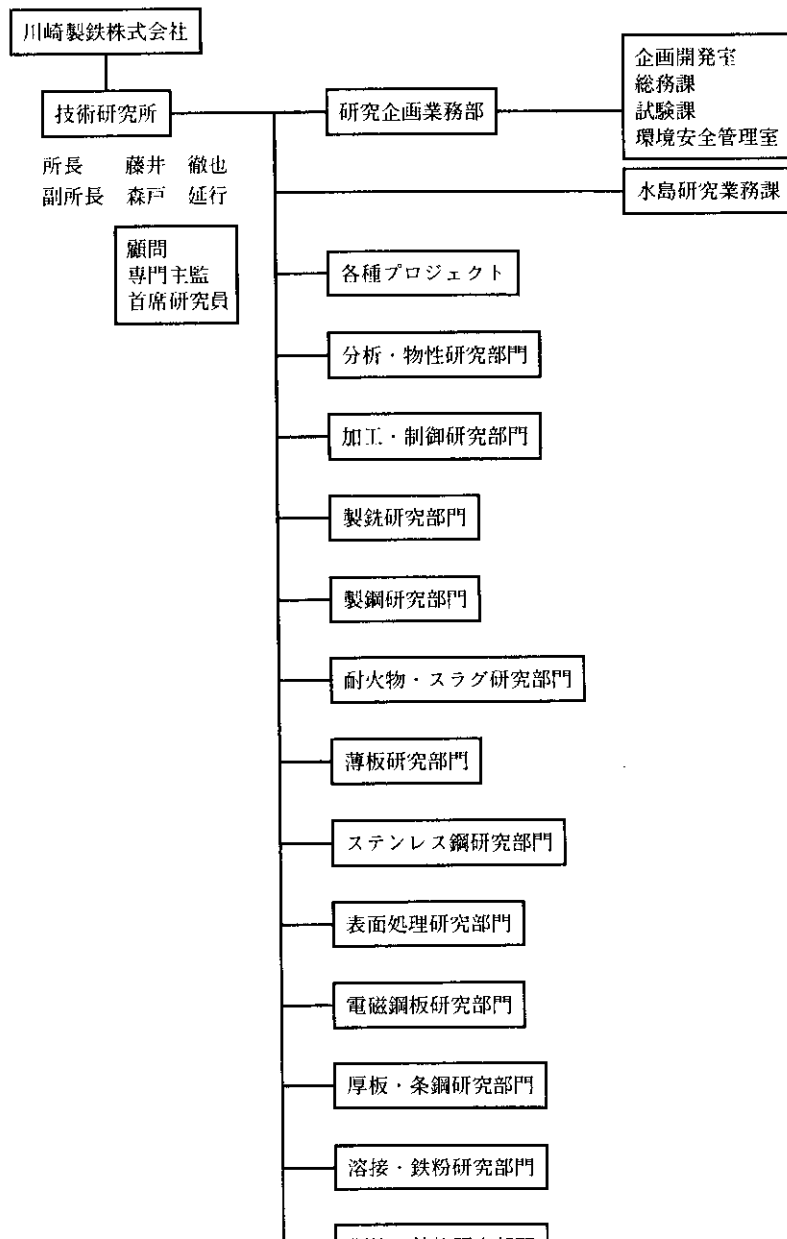 川崎製鉄株式会社
技術研究所
所長 藤井 徹也
副所長 森戸 延行
顧問
専門主監
首席研究員
研究企画業務部
企画開発室
総務課
試験課
環境安全管理室
水島研究業務課
各種プロジェクト
分析・物性研究部門
加工・制御研究部門
製銑研究部門
製鋼研究部門
耐火物・スラグ研究部門
薄板研究部門
ステンレス鋼研究部門
表面処理研究部門
電磁鋼板研究部門
厚板・条鋼研究部門
溶接・鉄粉研究部門